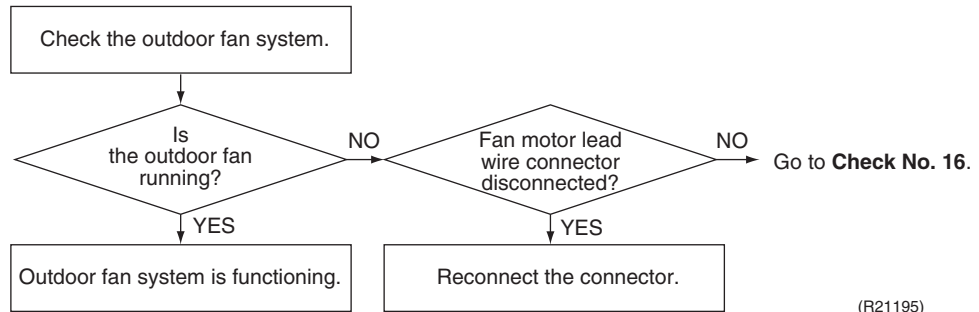 Check the outdoor fan system.
Is
the outdoor fan
running?
NO
Fan motor lead
wire connector
disconnected?
NO
Go to Check No. 16.
YES
YES
Outdoor fan system is functioning.
Reconnect the connector.
(R21195)